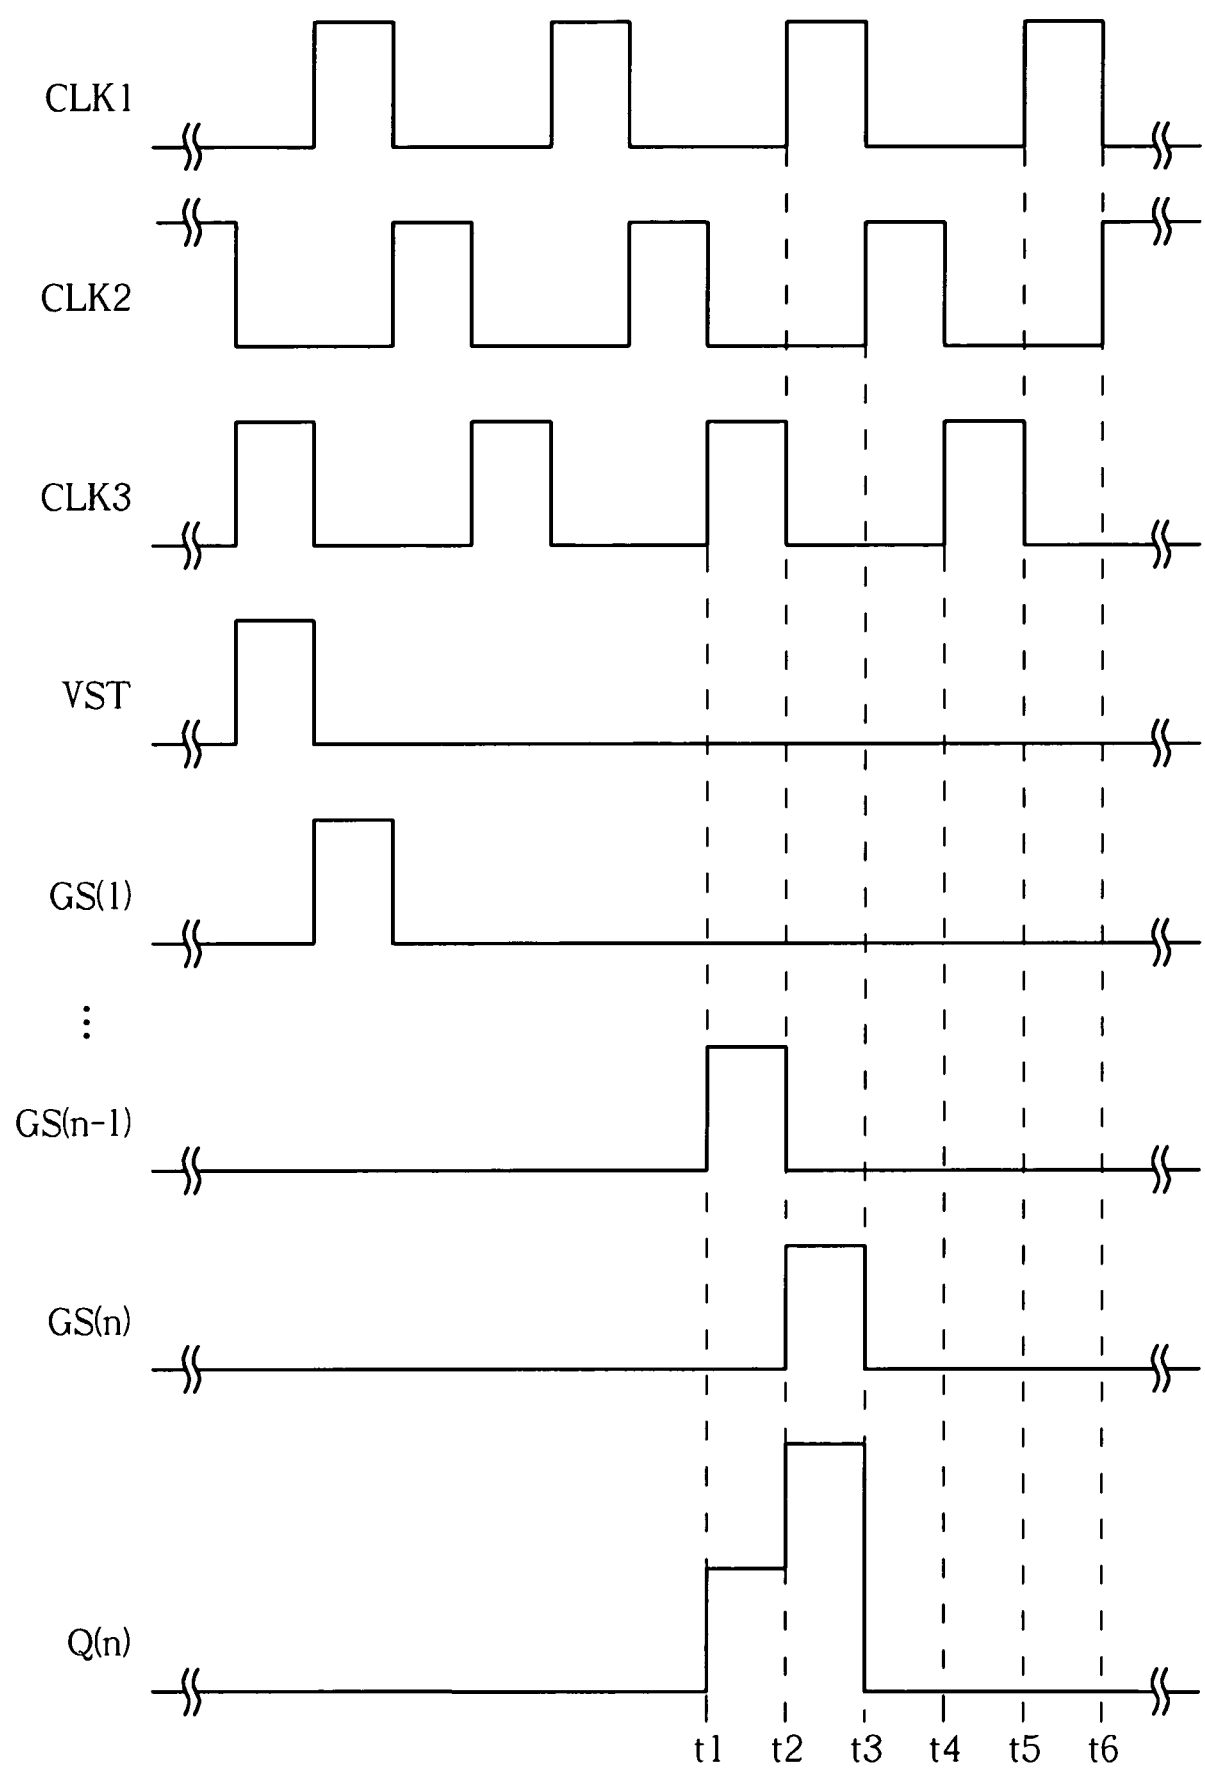 CLK1
CLK2
CLK3
VST
GS(1)
⋮
GS(n-1)
GS(n)
Q(n)
t1 t2 t3 t4 t5 t6